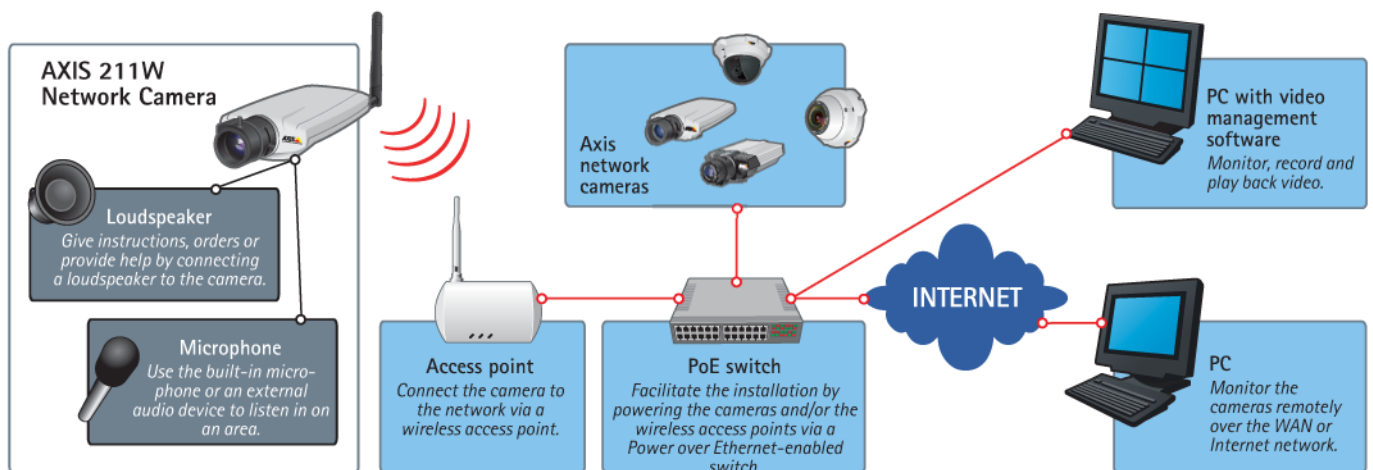 AXIS 211W
Network Camera
AXIS
Loudspeaker
Give instructions, orders or
provide help by connecting
a loudspeaker to the camera.
Microphone
Use the built-in micro-
phone or an external
audio device to listen in on
an area.
Access point
Connect the camera to
the network via a
wireless access point.
Axis
network
cameras
PoE switch
Facilitate the installation by
powering the cameras and/or the
wireless access points via a
Power over Ethernet-enabled
switch
INTERNET
PC with video
management
software
Monitor, record and
play back video.
PC
Monitor the
cameras remotely
over the WAN or
Internet network.